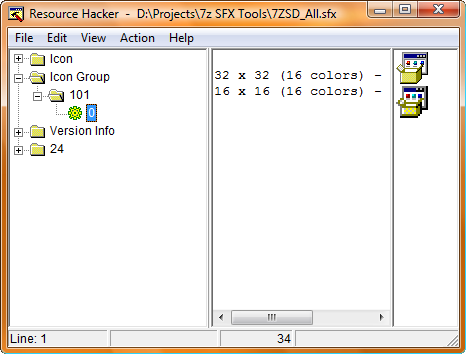 Resource Hacker - D:\Projects\7z SFX Tools\7ZSD_All.sfx
File Edit View Action Help
Icon
Icon Group
101
0
Version Info
24
32 x 32 (16 colors) -
16 x 16 (16 colors) -
Line: 1
34